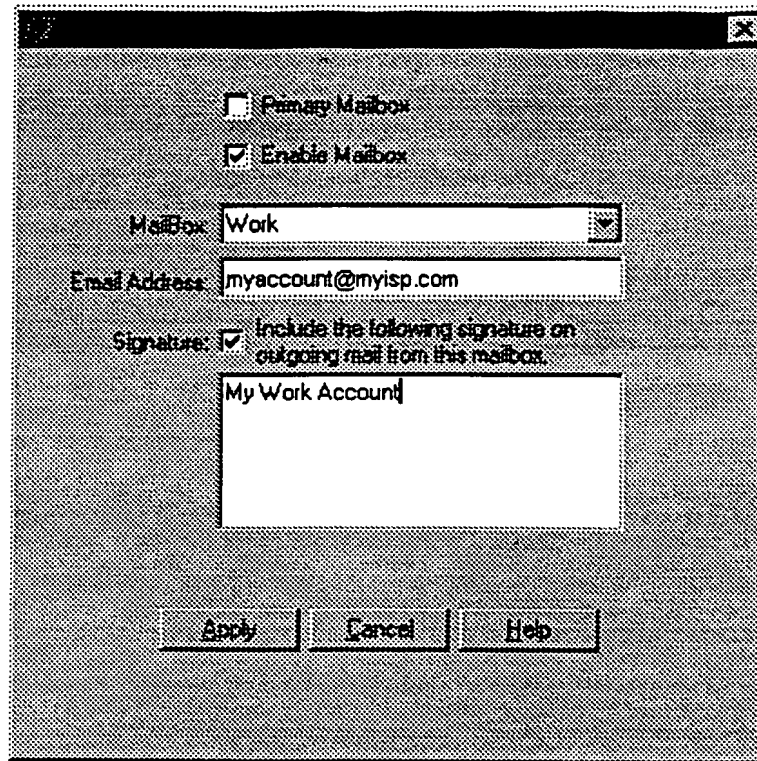 Primary Mailbox
Enable Mailbox
MailBox: Work
Email Address: myaccount@myisp.com
Signature: Include the following signature on
outgoing mail from this mailbox.
My Work Account
Apply Cancel Help